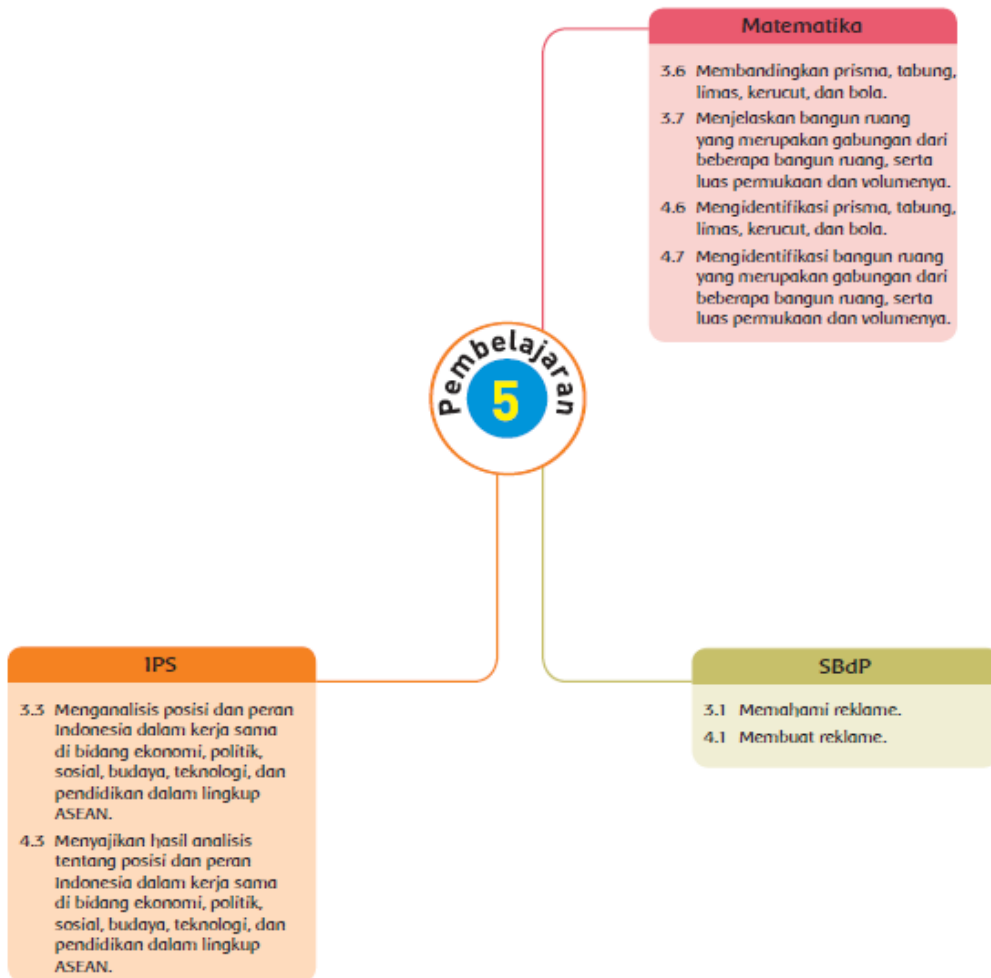 Matematika
3.6 Membandingkan prisma, tabung,
limas, kerucut, dan bola.
3.7 Menjelaskan bangun ruang
yang merupakan gabungan dari
beberapa bangun ruang, serta
luas permukaan dan volumenya.
4.6 Mengidentifikasi prisma, tabung,
limas, kerucut, dan bola.
4.7 Mengidentifikasi bangun ruang
yang merupakan gabungan dari
beberapa bangun ruang, serta
luas permukaan dan volumenya.
Pembelajaran
5
IPS
3.3 Menganalisis posisi dan peran
Indonesia dalam kerja sama
di bidang ekonomi, politik,
sosial, budaya, teknologi, dan
pendidikan dalam lingkup
ASEAN.
4.3 Menyajikan hasil analisis
tentang posisi dan peran
Indonesia dalam kerja sama
di bidang ekonomi, politik,
sosial, budaya, teknologi, dan
pendidikan dalam lingkup
ASEAN.
SBdP
3.1 Memahami reklame.
4.1 Membuat reklame.